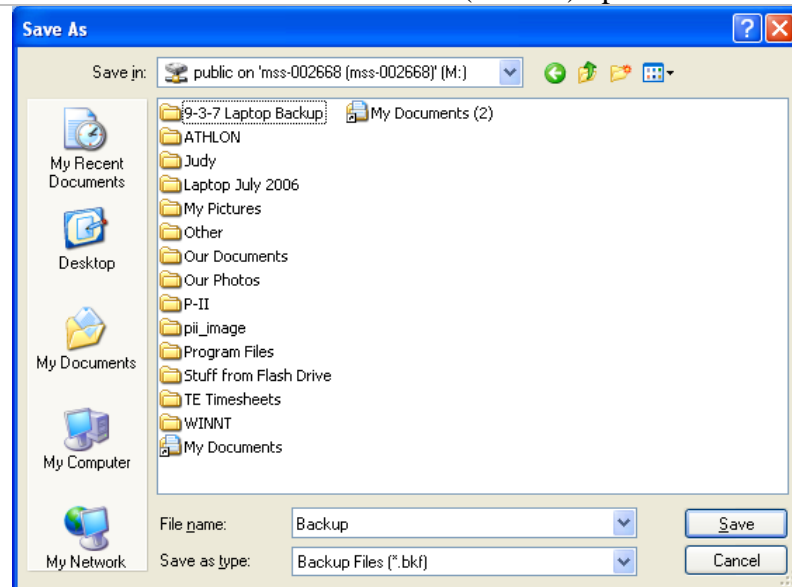 Save As
Save in: public on 'mss-002668 (mss-002668)' (M:)
My Recent
Documents
Desktop
My Documents
My Computer
My Network
9-3-7 Laptop Backup My Documents (2)
ATHLON
Judy
Laptop July 2006
My Pictures
Other
Our Documents
Our Photos
P-II
pii_image
Program Files
Stuff from Flash Drive
TE Timesheets
WINNT
My Documents
File name: Backup Save
Save as type: Backup Files (*.bkf) Cancel